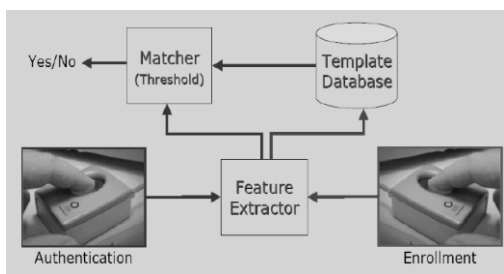 Yes/No
Matcher
(Threshold)
Template
Database
Feature
Extractor
Authentication
Enrollment